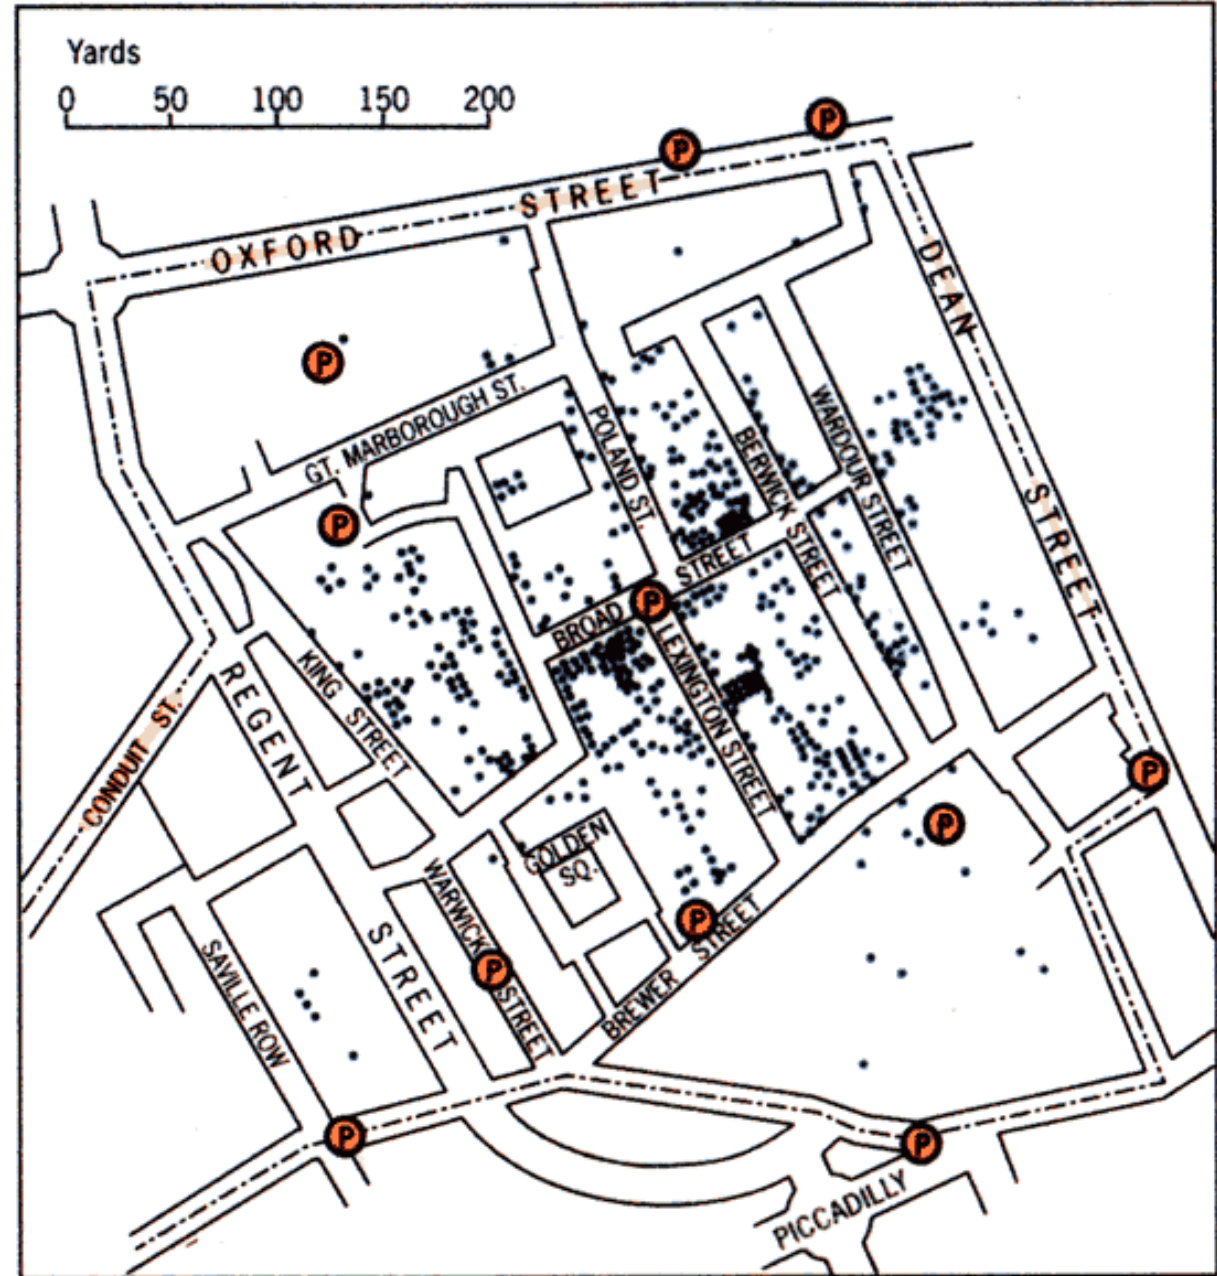 Yards
0 50 100 150 200
P
P
OXFORD STREET
DEAN STREET
P
GT. MARBOROUGH ST.
POLAND ST.
BERWICK STREET
WARDOUR STREET
P
BROAD STREET
P
LEXINGTON STREET
KING STREET
REGENT STREET
CONDUIT ST.
P
P
GOLDEN
SQ.
WARWICK STREET
P
P
BREWER STREET
SAVILLE ROW
P
P
PICCADILLY